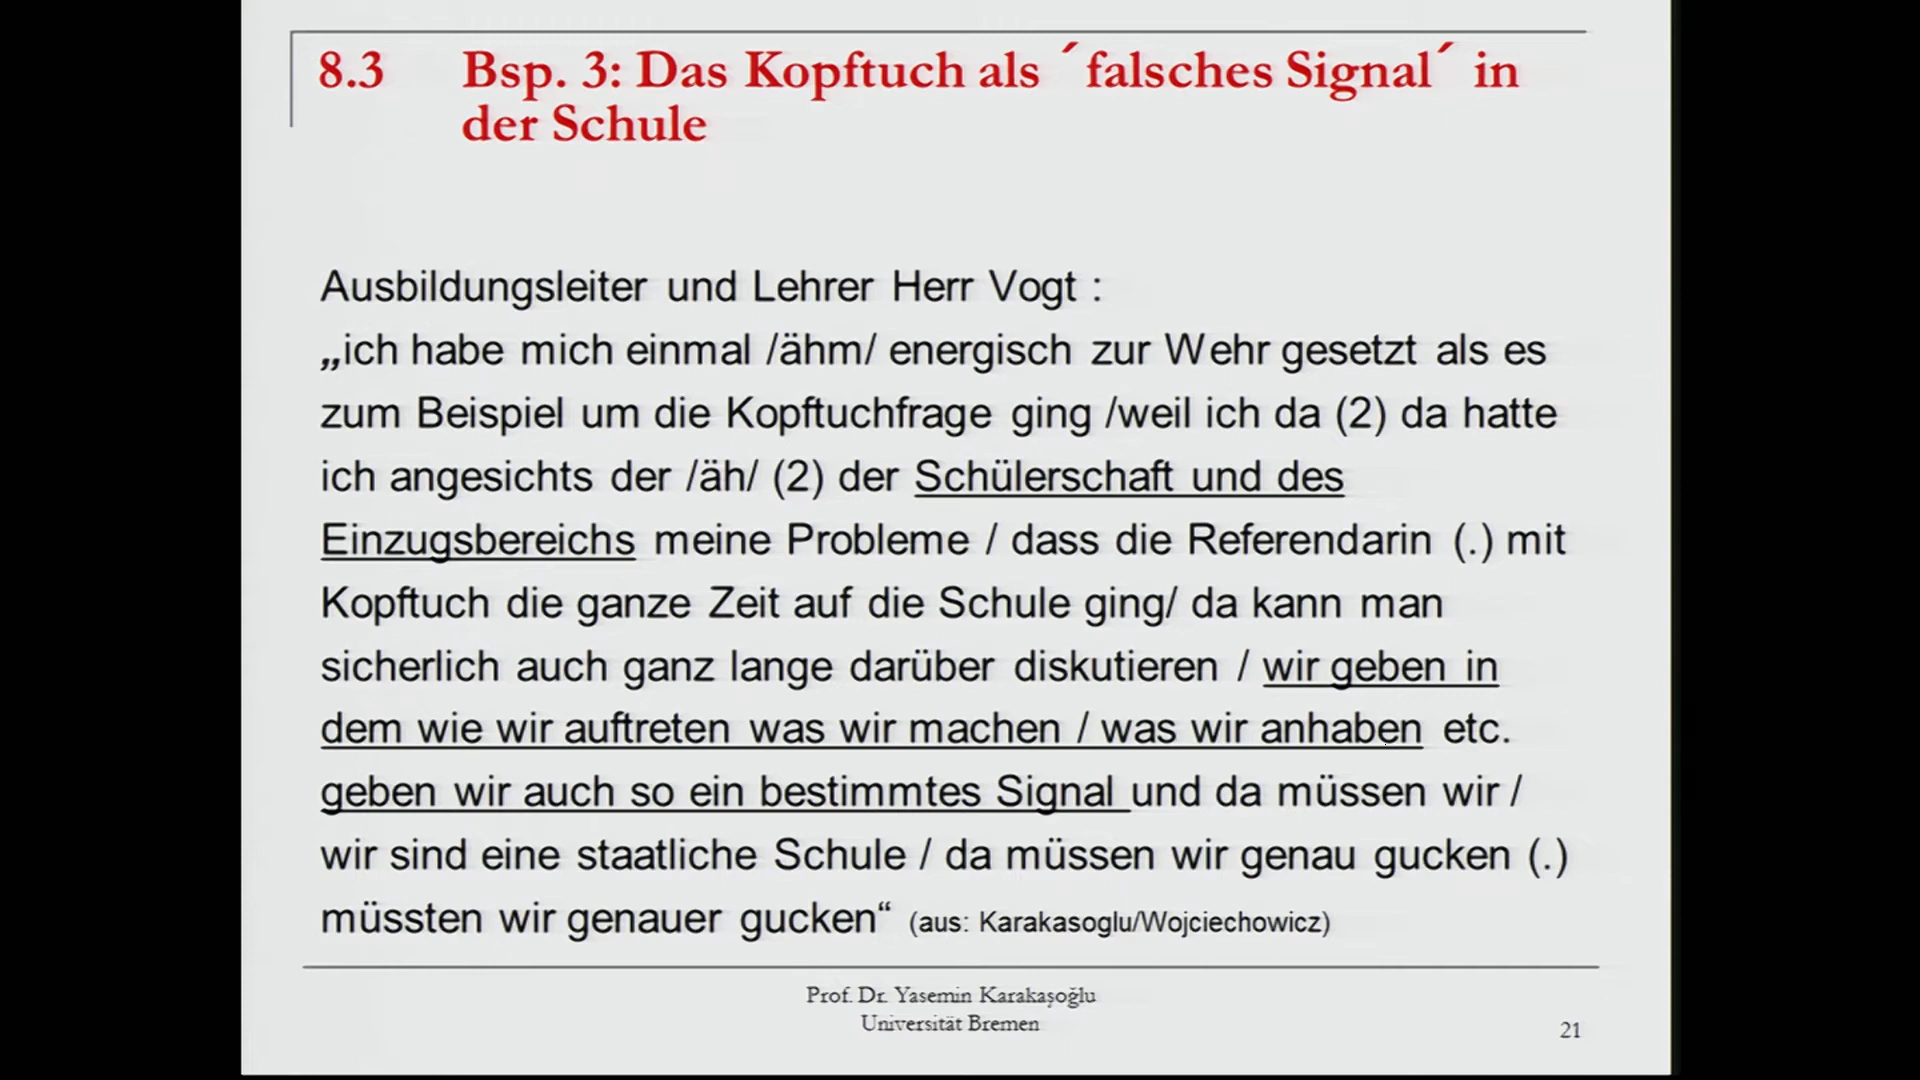 8.3 Bsp. 3: Das Kopftuch als ´falsches Signal´ in
der Schule
Ausbildungsleiter und Lehrer Herr Vogt :
„ich habe mich einmal /ähm/ energisch zur Wehr gesetzt als es
zum Beispiel um die Kopftuchfrage ging /weil ich da (2) da hatte
ich angesichts der /äh/ (2) der Schülerschaft und des
Einzugsbereichs meine Probleme / dass die Referendarin (.) mit
Kopftuch die ganze Zeit auf die Schule ging/ da kann man
sicherlich auch ganz lange darüber diskutieren / wir geben in
dem wie wir auftreten was wir machen / was wir anhaben etc.
geben wir auch so ein bestimmtes Signal und da müssen wir /
wir sind eine staatliche Schule / da müssen wir genau gucken (.)
müssten wir genauer gucken“ (aus: Karakasoglu/Wojciechowicz)
Prof. Dr. Yasemin Karakaşoğlu
Universität Bremen
21